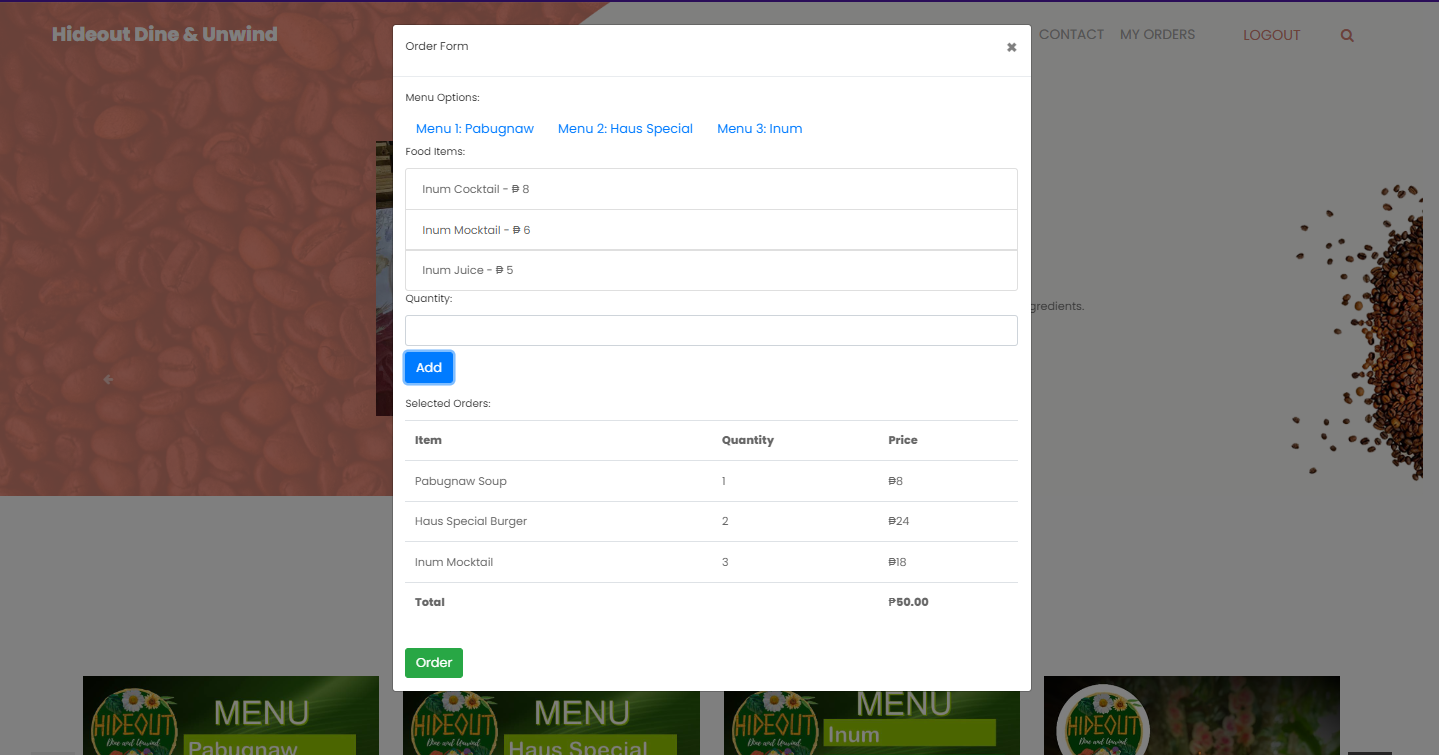 Hideout Dine & Unwind
CONTACT MY ORDERS LOGOUT
Order Form
Menu Options:
Menu 1: Pabugnaw Menu 2: Haus Special Menu 3: Inum
Food Items:
Inum Cocktail - ₱ 8
Inum Mocktail - ₱ 6
Inum Juice - ₱ 5
Quantity:
gredients.
Add
Selected Orders:
Item Quantity Price
Pabugnaw Soup 1 ₱8
Haus Special Burger 2 ₱24
Inum Mocktail 3 ₱18
Total ₱50.00
Order
HIDEOUT
Dine and Unwind
MENU
Pabugnaw
HIDEOUT
Dine and Unwind
MENU
Haus Special
HIDEOUT
Dine and Unwind
MENU
Inum
HIDEOUT
Dine and Unwind